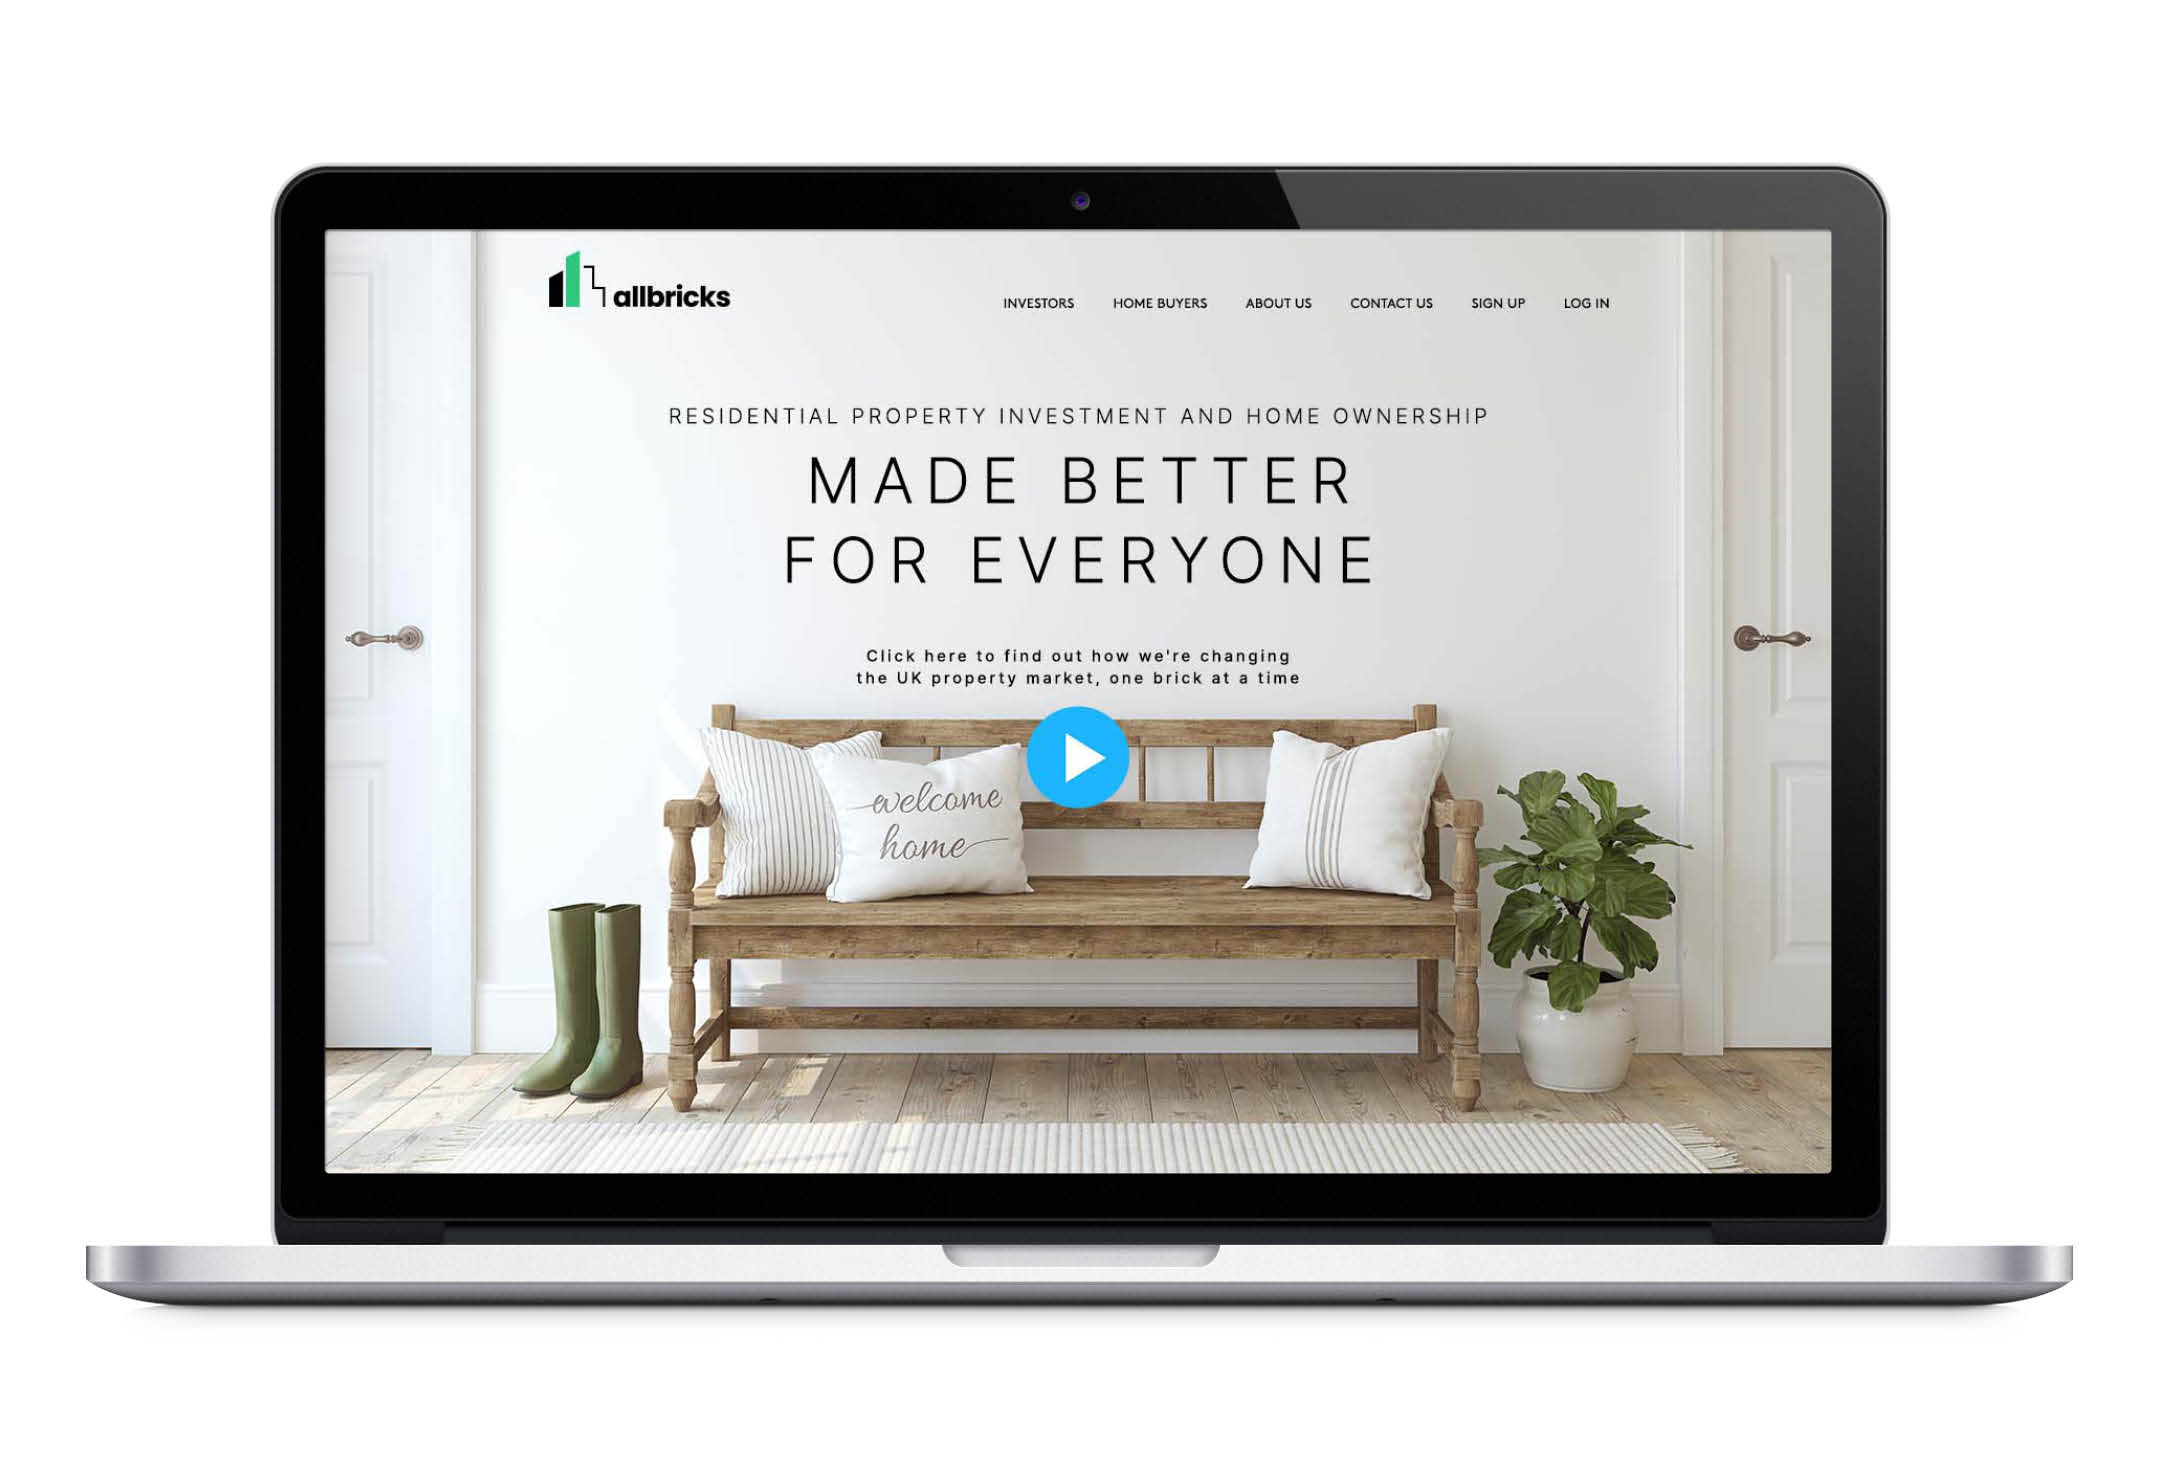 allbricks
INVESTORS HOME BUYERS ABOUT US CONTACT US SIGN UP LOG IN
RESIDENTIAL PROPERTY INVESTMENT AND HOME OWNERSHIP
MADE BETTER
FOR EVERYONE
Click here to find out how we're changing
the UK property market, one brick at a time
welcome
home